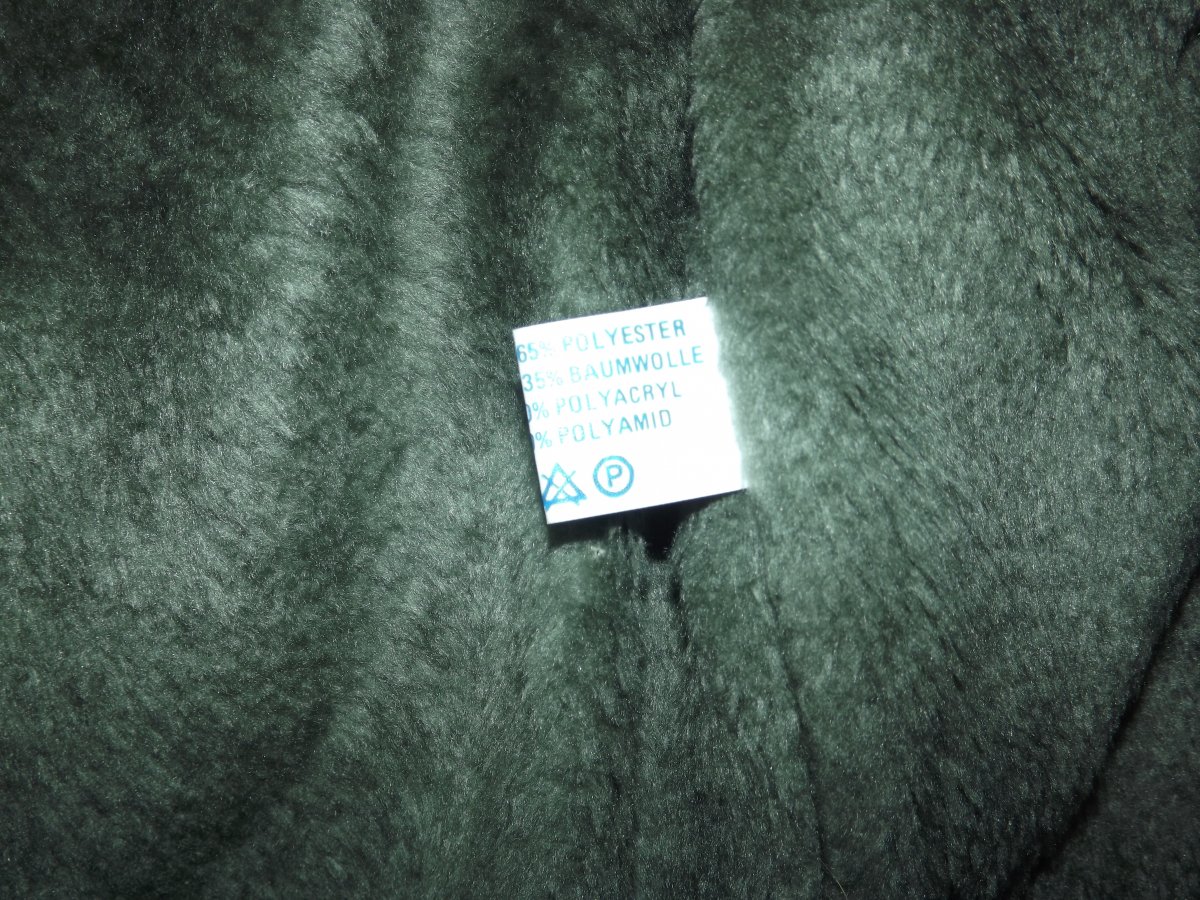 65% POLYESTER
35% BAUMWOLLE
0% POLYACRYL
% POLYAMID
P